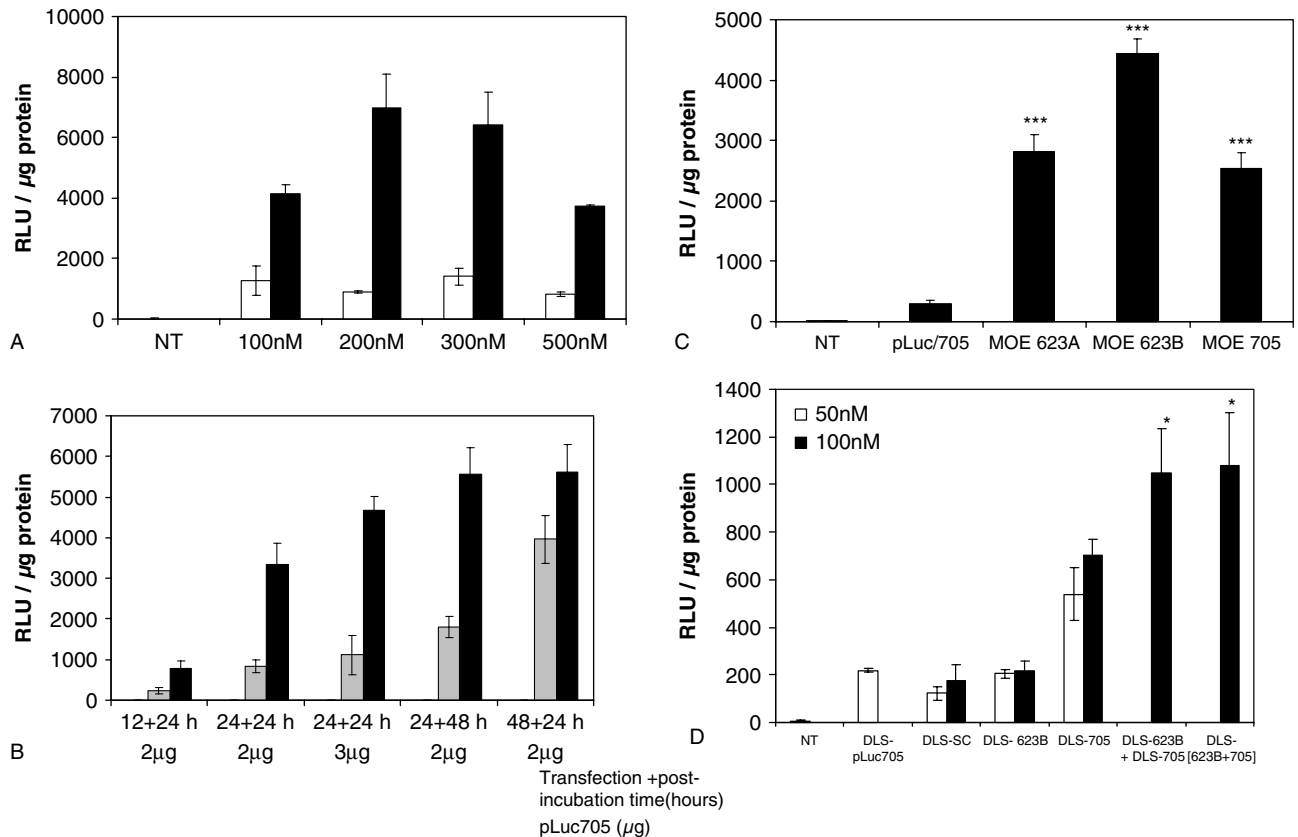 10000
8000
6000
4000
2000
0
RLU / µg protein
NT 100nM 200nM 300nM 500nM
A
7000
6000
5000
4000
3000
2000
1000
0
RLU / µg protein
12+24 h 24+24 h 24+24 h 24+48 h 48+24 h
2µg 2µg 3µg 2µg 2µg
B
Transfection +post-
incubation time(hours)
pLuc705 (µg)
5000
4000
3000
2000
1000
0
RLU / µg protein
***
***
***
NT pLuc/705 MOE 623A MOE 623B MOE 705
C
1400
1200
1000
800
600
400
200
0
RLU / µg protein
50nM
100nM
*
*
NT DLS- DLS-SC DLS- 623B DLS-705 DLS-623B DLS-
pLuc705 + DLS-705 [623B+705]
D